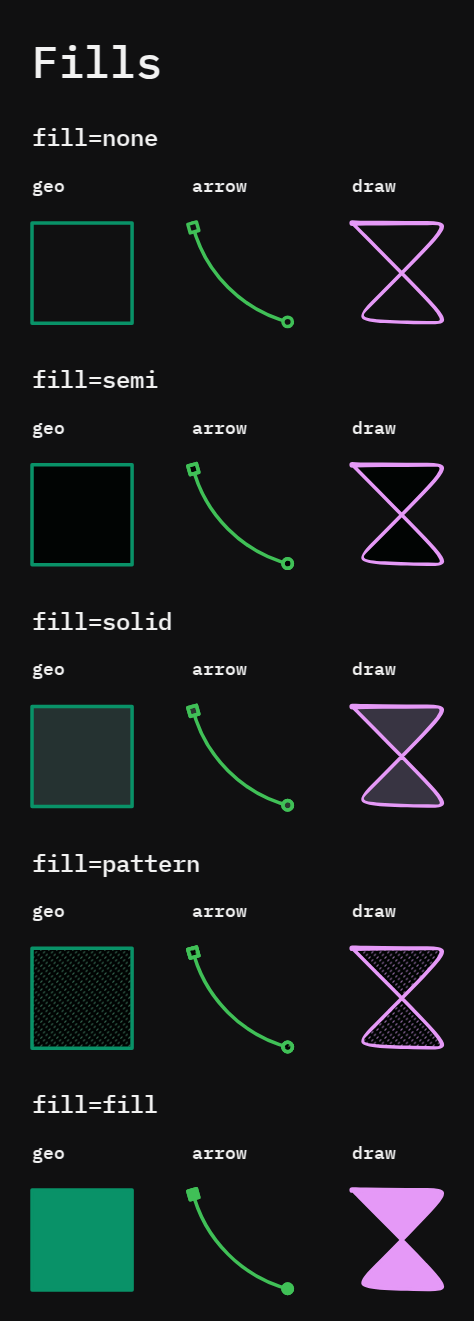 Fills
fill=none
geo arrow draw
fill=semi
geo arrow draw
fill=solid
geo arrow draw
fill=pattern
geo arrow draw
fill=fill
geo arrow draw